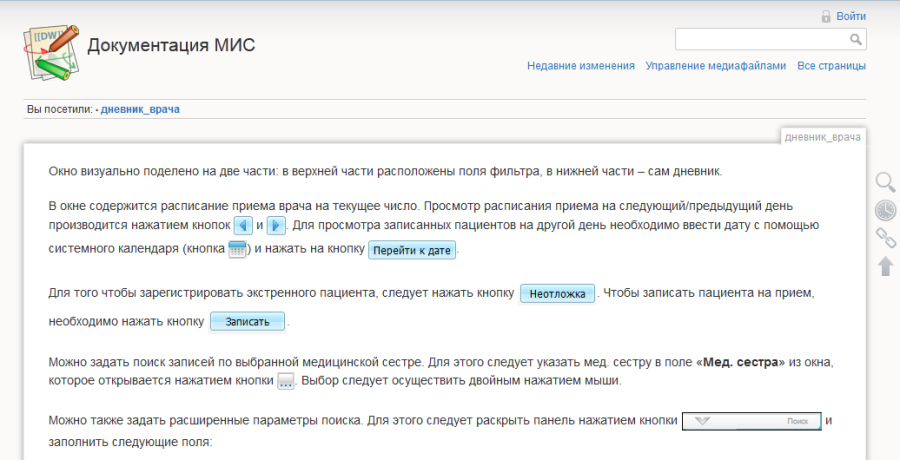 Войти
[[DW]]
Документация МИС
Недавние изменения Управление медиафайлами Все страницы
Вы посетили: • дневник_врача
дневник_врача
Окно визуально поделено на две части: в верхней части расположены поля фильтра, в нижней части – сам дневник.
В окне содержится расписание приема врача на текущее число. Просмотр расписания приема на следующий/предыдущий день
производится нажатием кнопок и . Для просмотра записанных пациентов на другой день необходимо ввести дату с помощью
системного календаря (кнопка ) и нажать на кнопку Перейти к дате .
Для того чтобы зарегистрировать экстренного пациента, следует нажать кнопку Неотложка . Чтобы записать пациента на прием,
необходимо нажать кнопку Записать .
Можно задать поиск записей по выбранной медицинской сестре. Для этого следует указать мед. сестру в поле «Мед. сестра» из окна,
которое открывается нажатием кнопки ... . Выбор следует осуществить двойным нажатием мыши.
Можно также задать расширенные параметры поиска. Для этого следует раскрыть панель нажатием кнопки Поиск и
заполнить следующие поля: